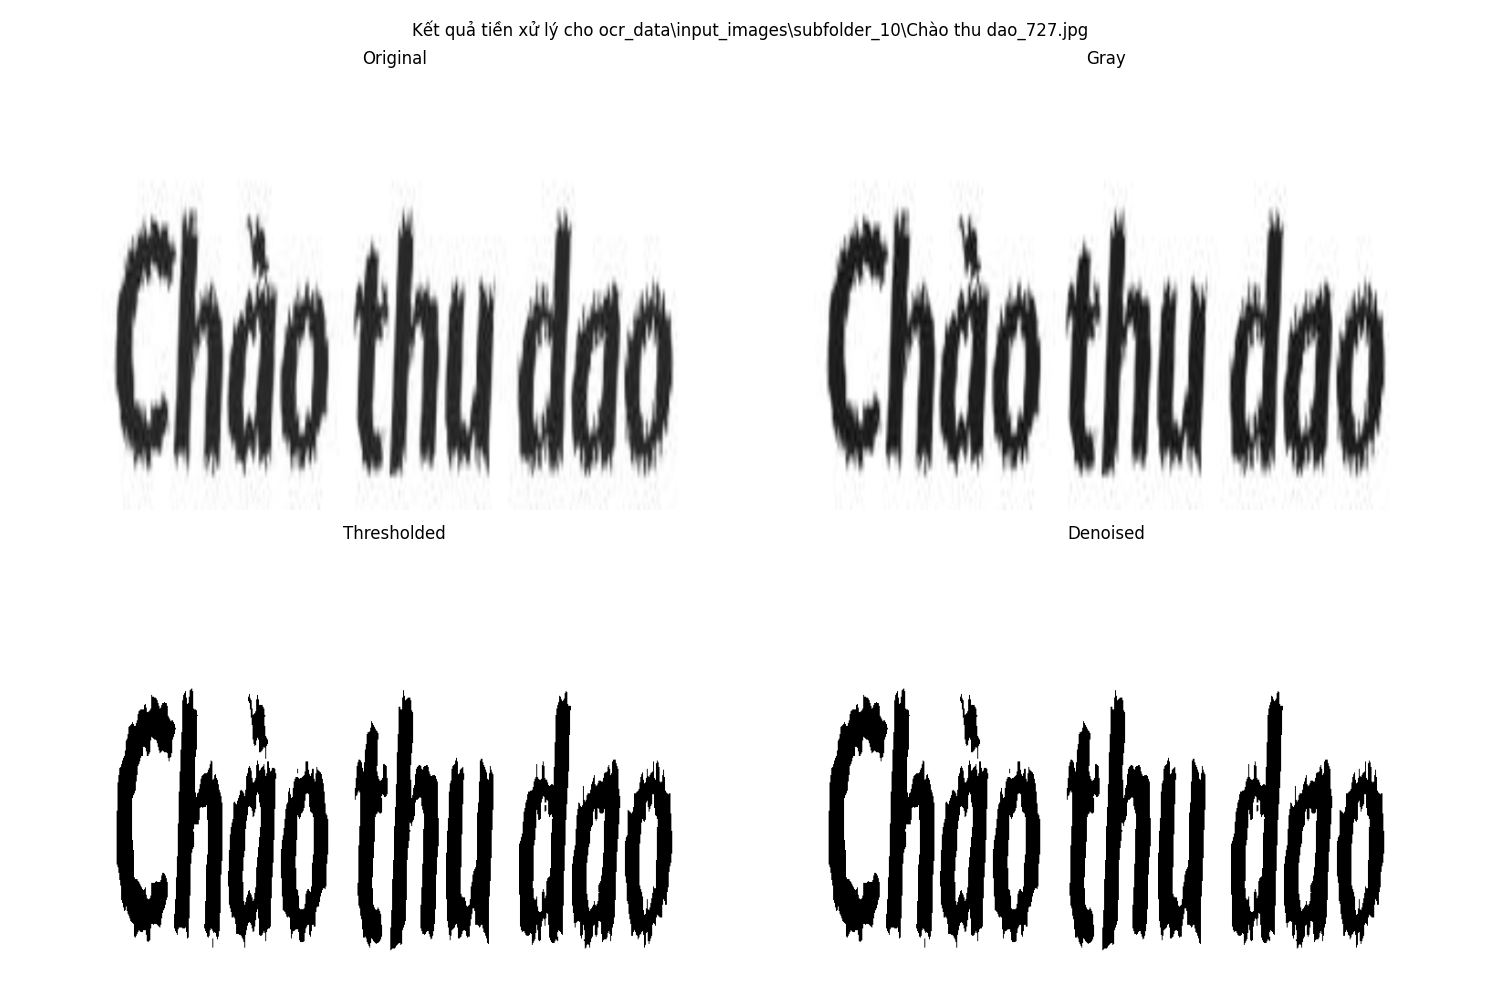 Kết quả tiền xử lý cho ocr_data\input_images\subfolder_10\Chào thu dao_727.jpg
Original
Gray
Chào thu dao
Chào thu dao
Thresholded
Denoised
Chào thu dao
Chào thu dao